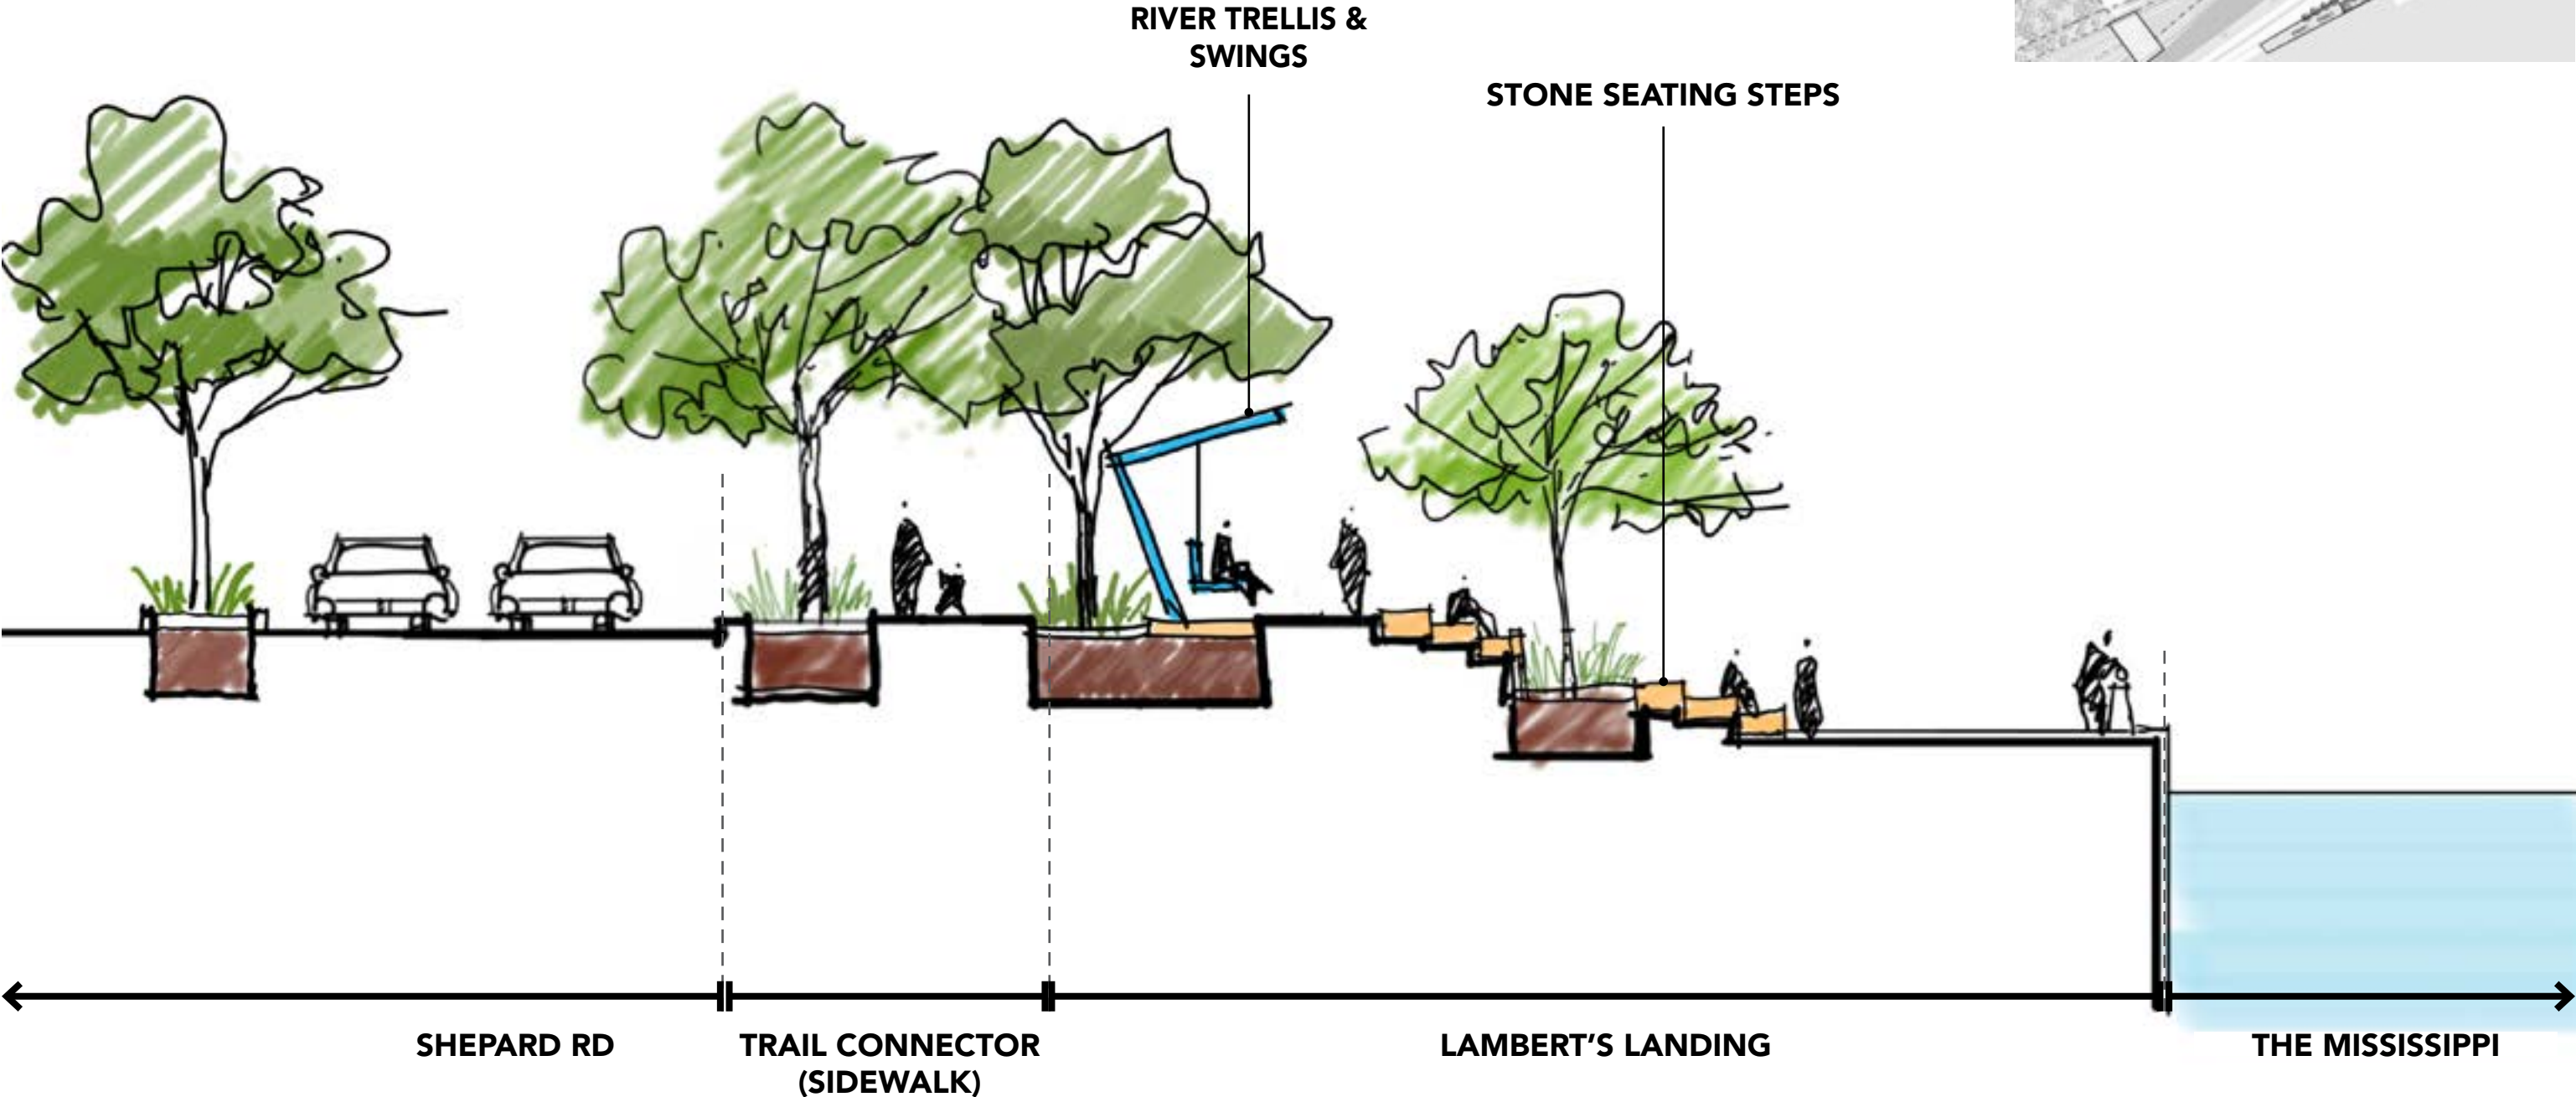 RIVER TRELLIS &
SWINGS
STONE SEATING STEPS
SHEPARD RD
TRAIL CONNECTOR
(SIDEWALK)
LAMBERT’S LANDING
THE MISSISSIPPI